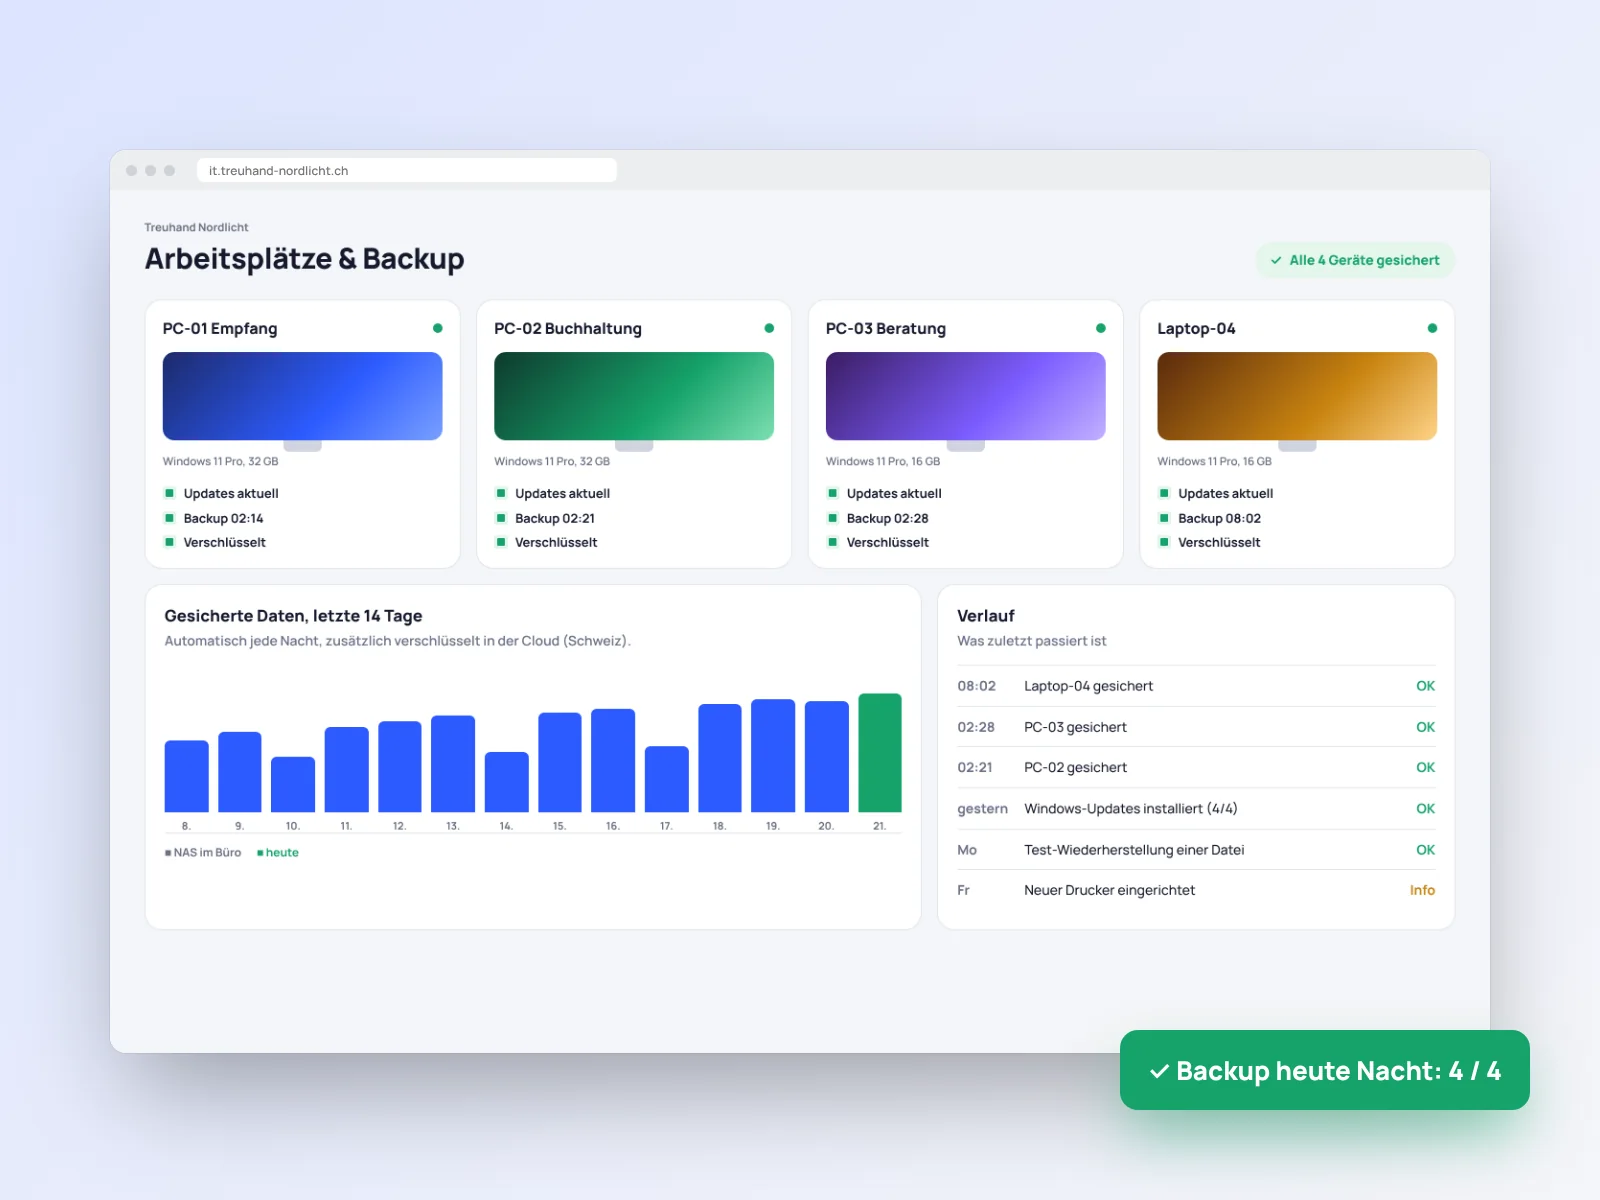 it.treuhand-nordlicht.ch
Treuhand Nordlicht
Arbeitsplätze & Backup
✓ Alle 4 Geräte gesichert
PC-01 Empfang
Windows 11 Pro, 32 GB
Updates aktuell
Backup 02:14
Verschlüsselt
PC-02 Buchhaltung
Windows 11 Pro, 32 GB
Updates aktuell
Backup 02:21
Verschlüsselt
PC-03 Beratung
Windows 11 Pro, 16 GB
Updates aktuell
Backup 02:28
Verschlüsselt
Laptop-04
Windows 11 Pro, 16 GB
Updates aktuell
Backup 08:02
Verschlüsselt
Gesicherte Daten, letzte 14 Tage
Automatisch jede Nacht, zusätzlich verschlüsselt in der Cloud (Schweiz).
8. 9. 10. 11. 12. 13. 14. 15. 16. 17. 18. 19. 20. 21.
■ NAS im Büro ■ heute
Verlauf
Was zuletzt passiert ist
08:02 Laptop-04 gesichert OK
02:28 PC-03 gesichert OK
02:21 PC-02 gesichert OK
gestern Windows-Updates installiert (4/4) OK
Mo Test-Wiederherstellung einer Datei OK
Fr Neuer Drucker eingerichtet Info
✓ Backup heute Nacht: 4 / 4